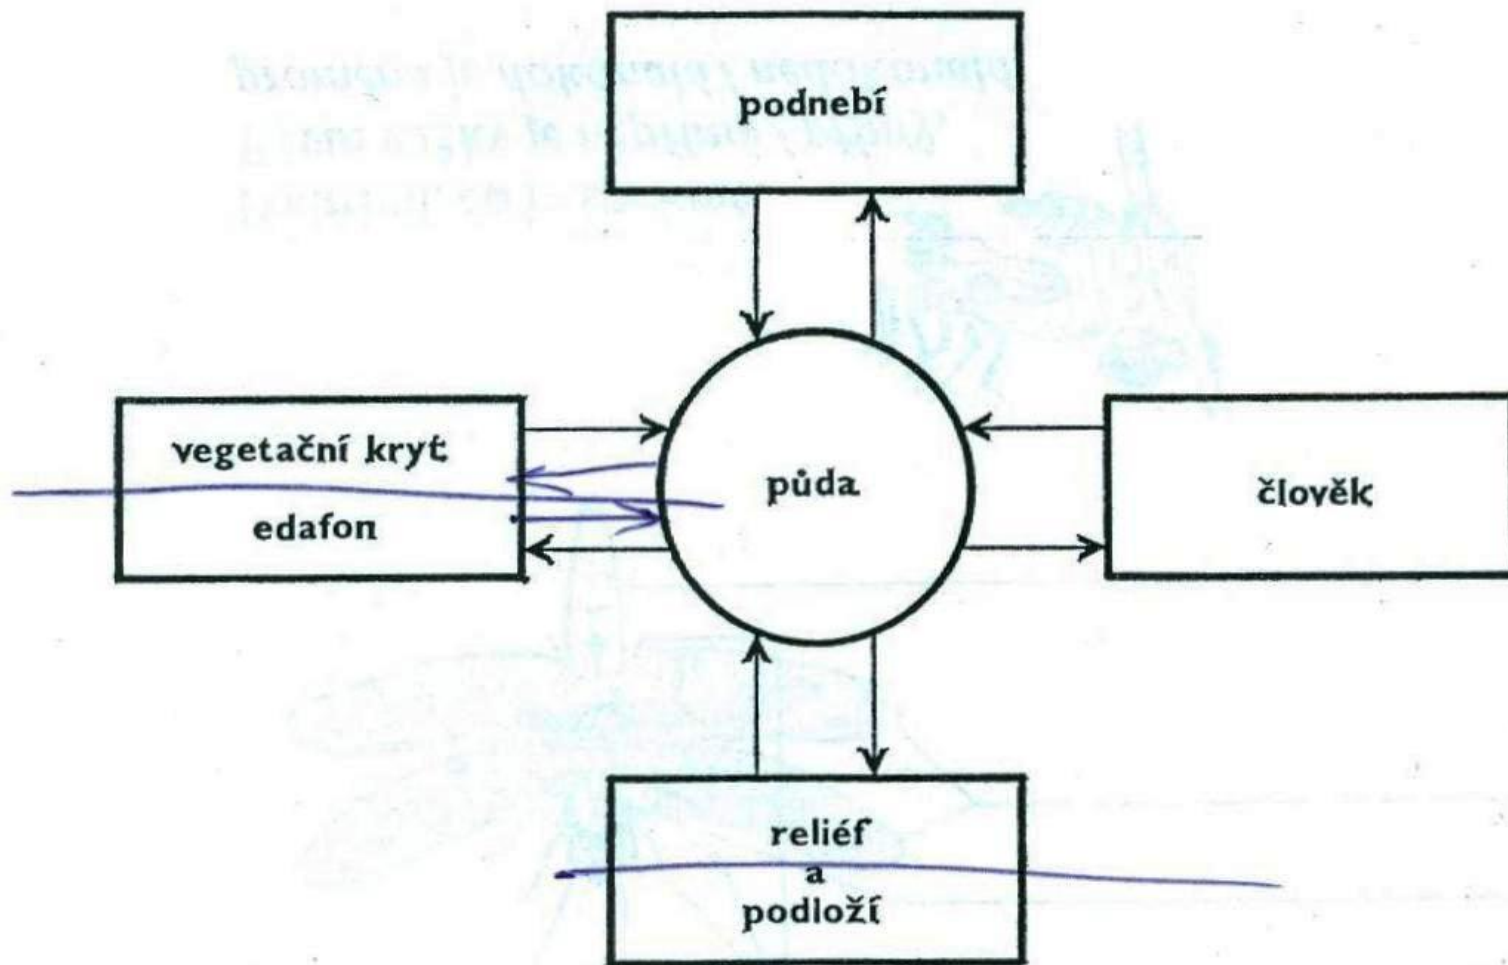 podnebí
vegetační kryt
edafon
půda
člověk
reliéf
a
podloží